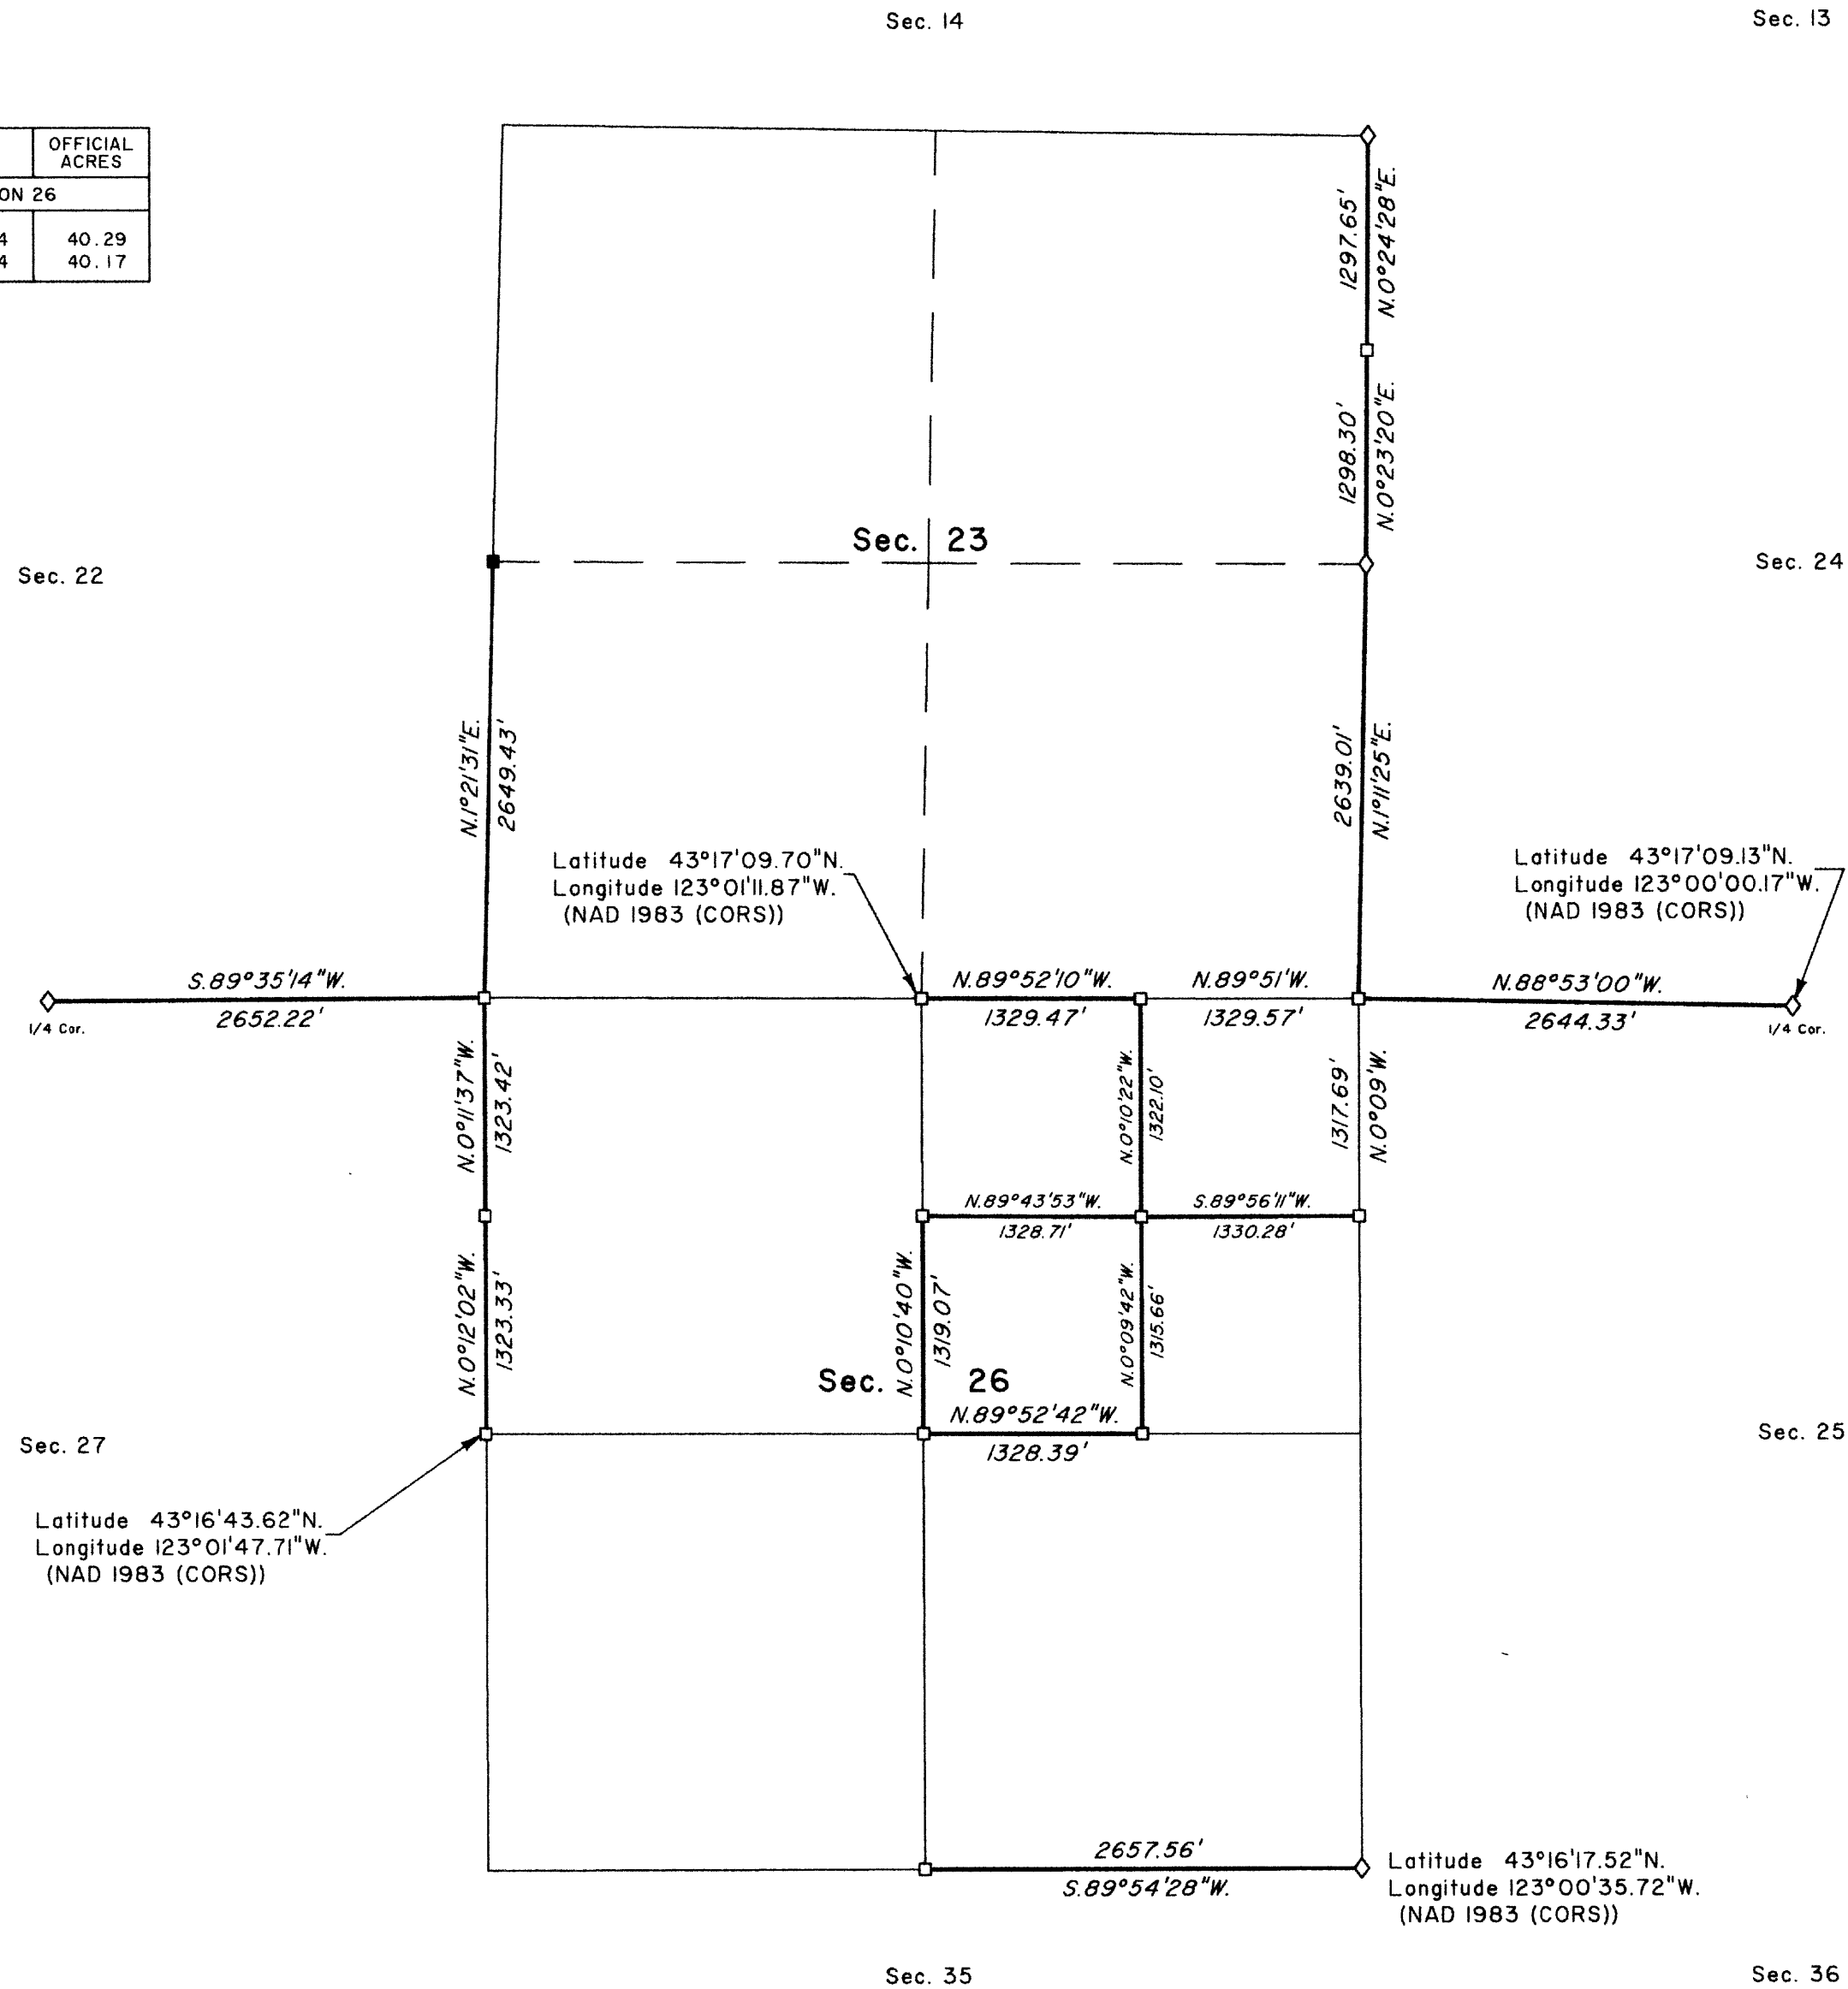 Sec. 14
Sec. 13
OFFICIAL
ACRES
ON 26
4 40.29
4 40.17
1297.65'
N.0°24'28"E.
1298.30'
N.0°23'20"E.
Sec. 23
Sec. 22
Sec. 24
N.1°21'31"E.
2649.43'
2639.01'
N.1°11'25"E.
Latitude 43°17'09.70"N.
Longitude 123°01'11.87"W.
(NAD 1983 (CORS))
Latitude 43°17'09.13"N.
Longitude 123°00'00.17"W.
(NAD 1983 (CORS))
S.89°35'14"W.
2652.22'
1/4 Cor.
N.89°52'10"W.
1329.47'
N.89°51'W.
1329.57'
N.88°53'00"W.
2644.33'
1/4 Cor.
N.0°11'37"W.
1323.42'
N.0°10'22"W.
1322.10'
1317.69'
N.0°09'W.
N.89°43'53"W.
1328.71'
S.89°56'11"W.
1330.28'
N.0°12'02"W.
1323.33'
N.0°10'40"W.
1319.07'
N.0°09'42"W.
1315.66'
Sec. 26
N.89°52'42"W.
1328.39'
Sec. 27
Sec. 25
Latitude 43°16'43.62"N.
Longitude 123°01'47.71"W.
(NAD 1983 (CORS))
2657.56'
S.89°54'28"W.
Latitude 43°16'17.52"N.
Longitude 123°00'35.72"W.
(NAD 1983 (CORS))
Sec. 35
Sec. 36